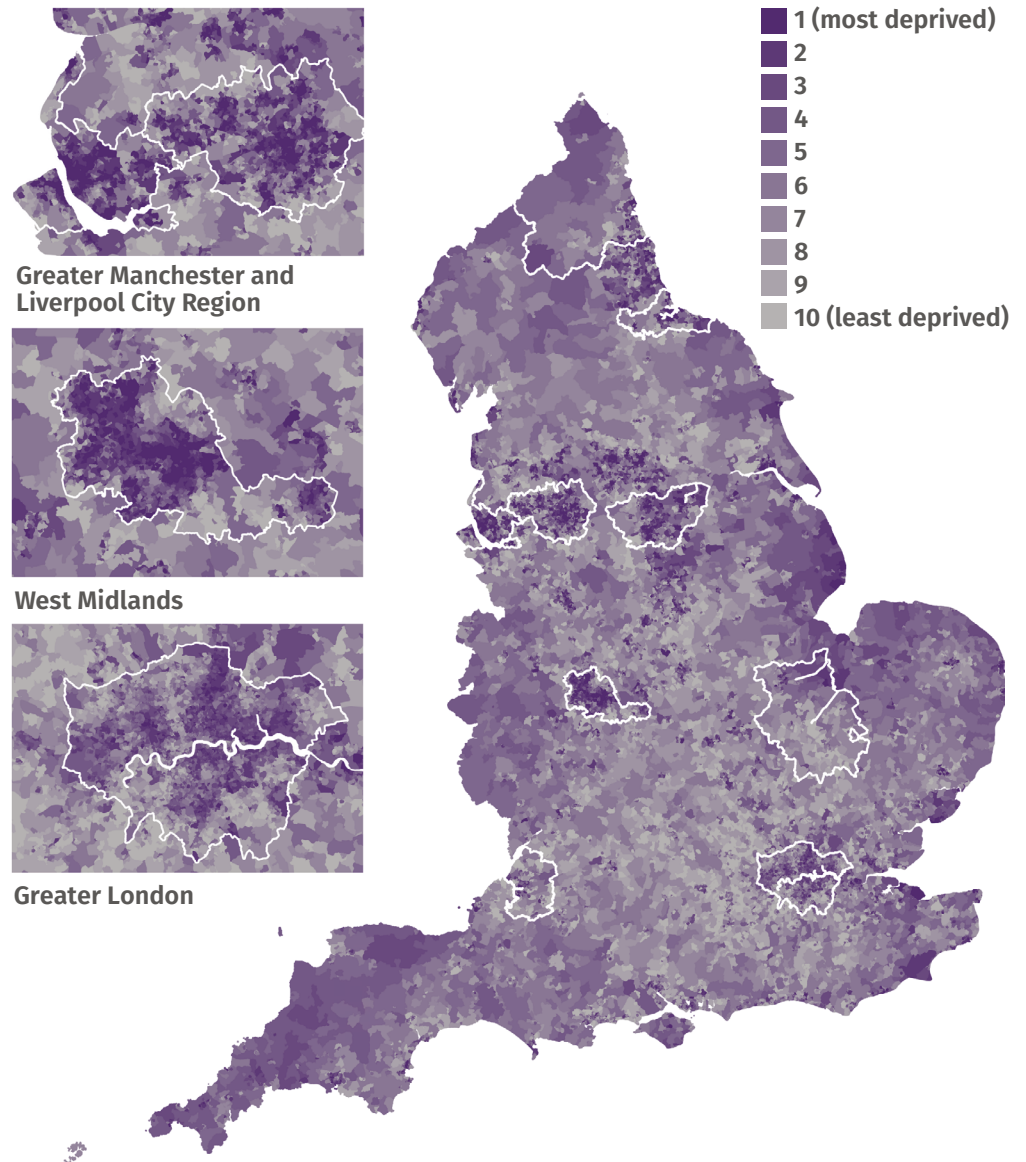 1 (most deprived)
2
3
4
5
6
7
8
9
10 (least deprived)
Greater Manchester and
Liverpool City Region
West Midlands
Greater London